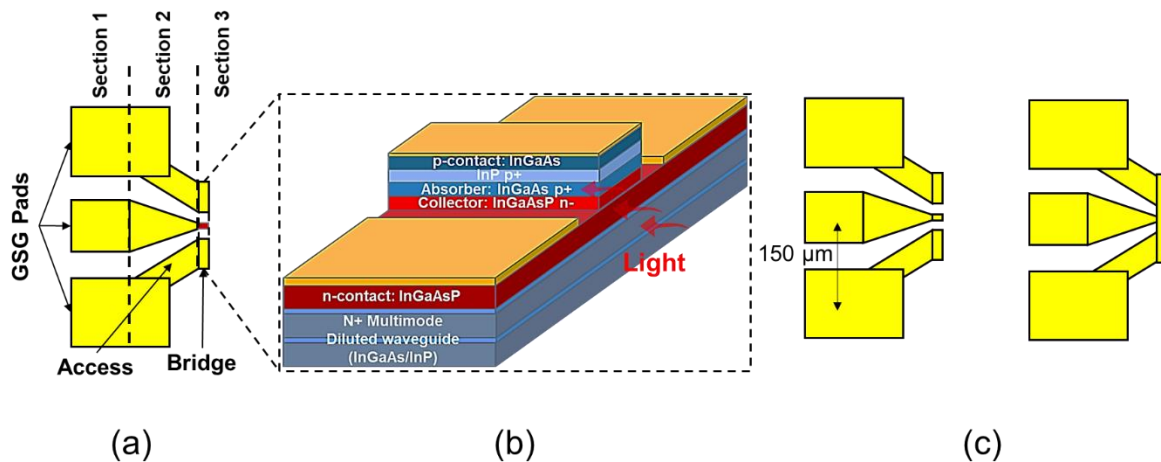 Section 1
Section 2
Section 3
GSG Pads
Access
Bridge
p-contact: InGaAs
InP p+
Absorber: InGaAs p+
Collector: InGaAsP n-
Light
n-contact: InGaAsP
N+ Multimode
Diluted waveguide
(InGaAs/InP)
150 µm
(a)
(b)
(c)